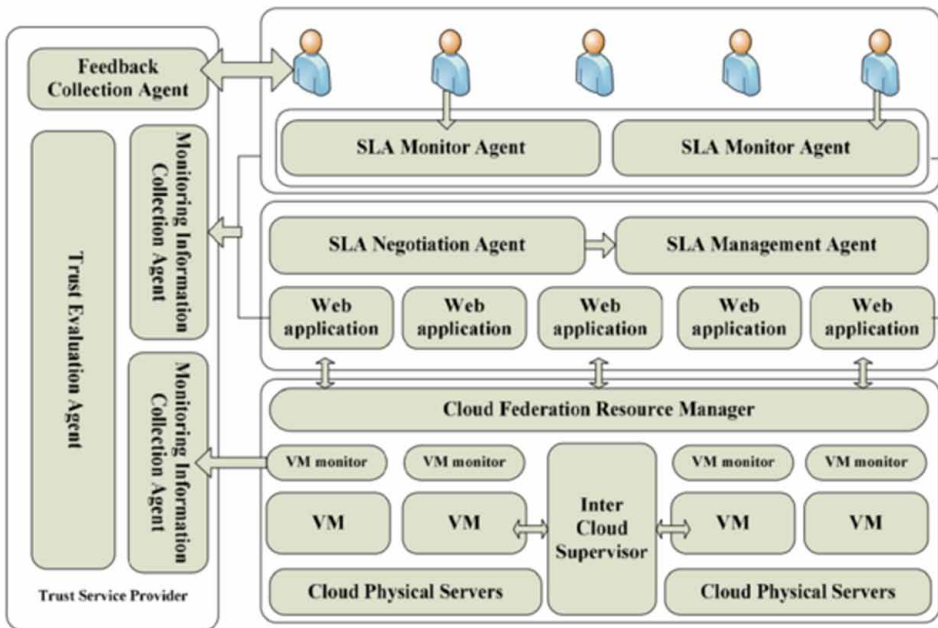 Feedback
Collection Agent
Trust Evaluation Agent
Monitoring Information
Collection Agent
Monitoring Information
Collection Agent
Trust Service Provider
SLA Monitor Agent
SLA Monitor Agent
SLA Negotiation Agent
SLA Management Agent
Web
application
Web
application
Web
application
Web
application
Web
application
Cloud Federation Resource Manager
VM monitor
VM monitor
VM monitor
VM monitor
VM
VM
Inter
Cloud
Supervisor
VM
VM
Cloud Physical Servers
Cloud Physical Servers